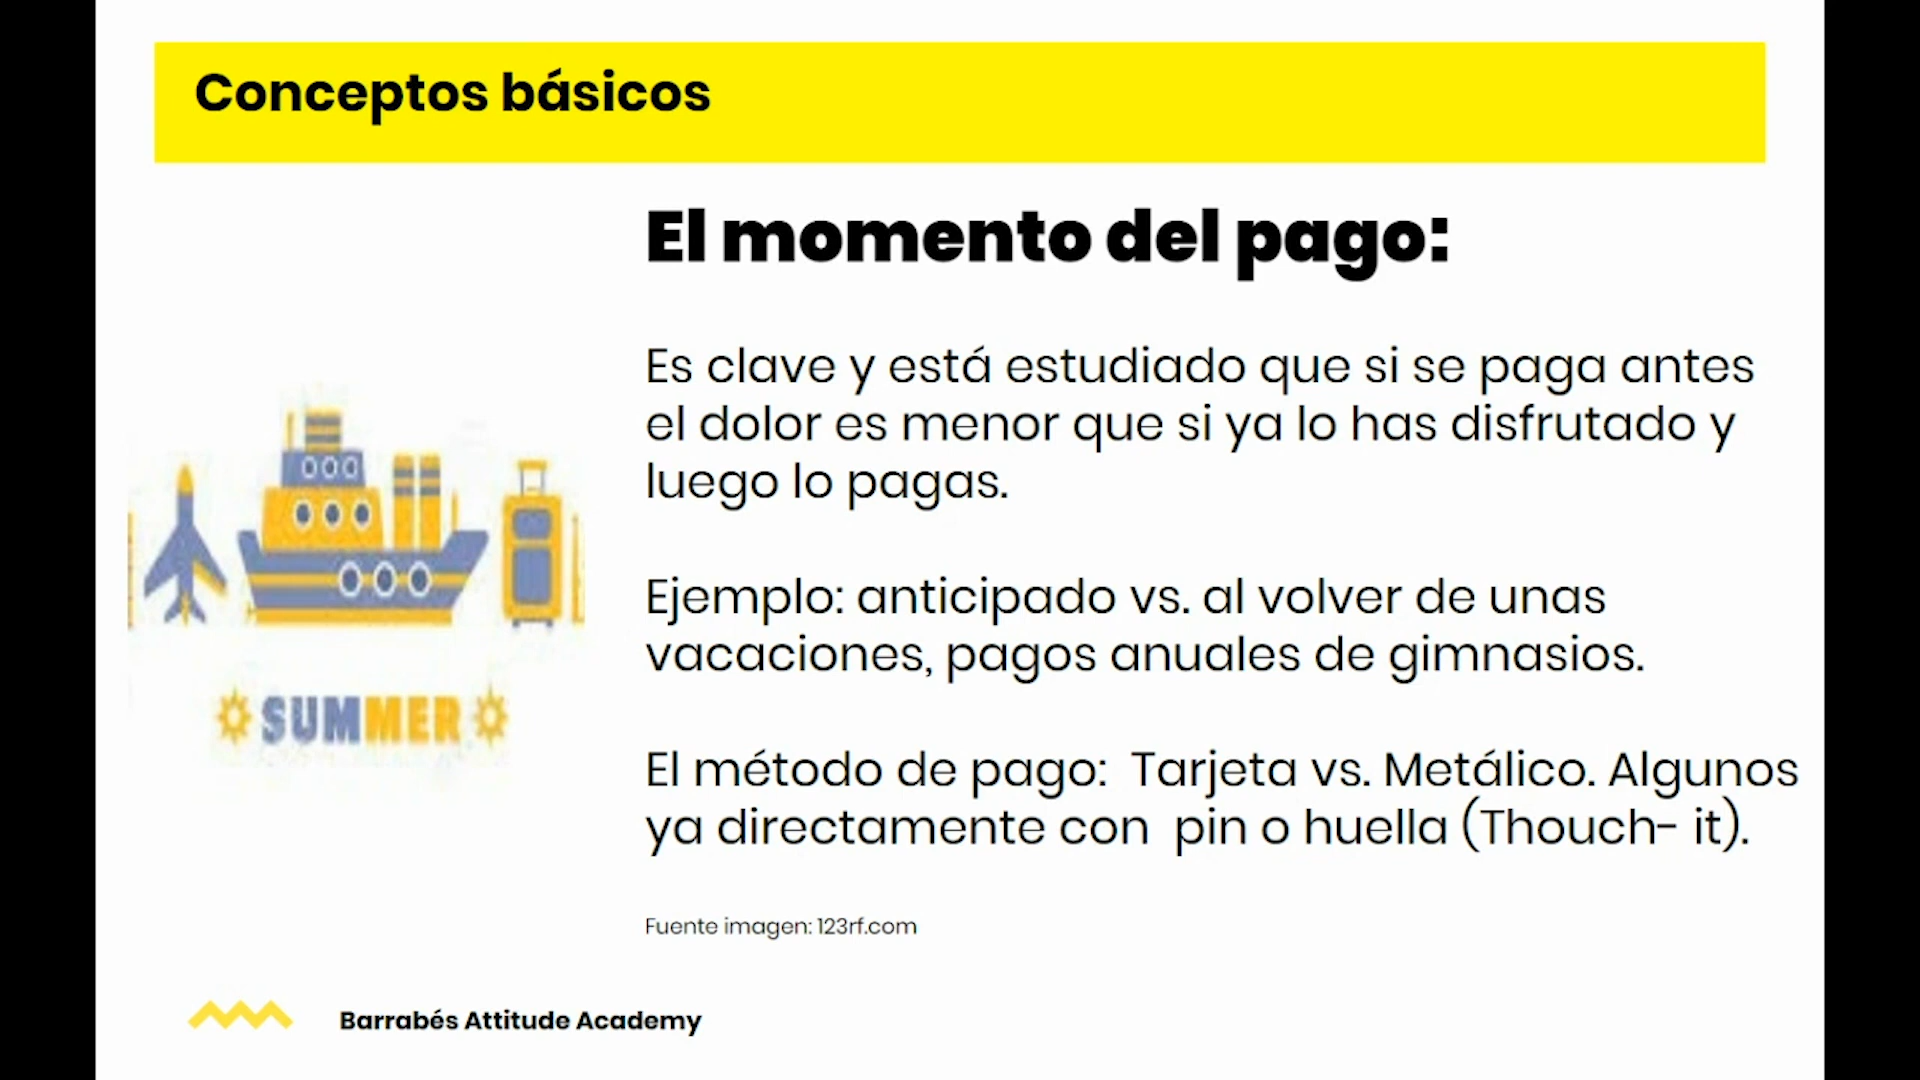 Conceptos básicos
El momento del pago:
Es clave y está estudiado que si se paga antes
el dolor es menor que si ya lo has disfrutado y
luego lo pagas.
Ejemplo: anticipado vs. al volver de unas
vacaciones, pagos anuales de gimnasios.
SUMMER
El método de pago:  Tarjeta vs. Metálico. Algunos
ya directamente con  pin o huella (Thouch- it).
Fuente imagen: 123rf.com
Barrabés Attitude Academy